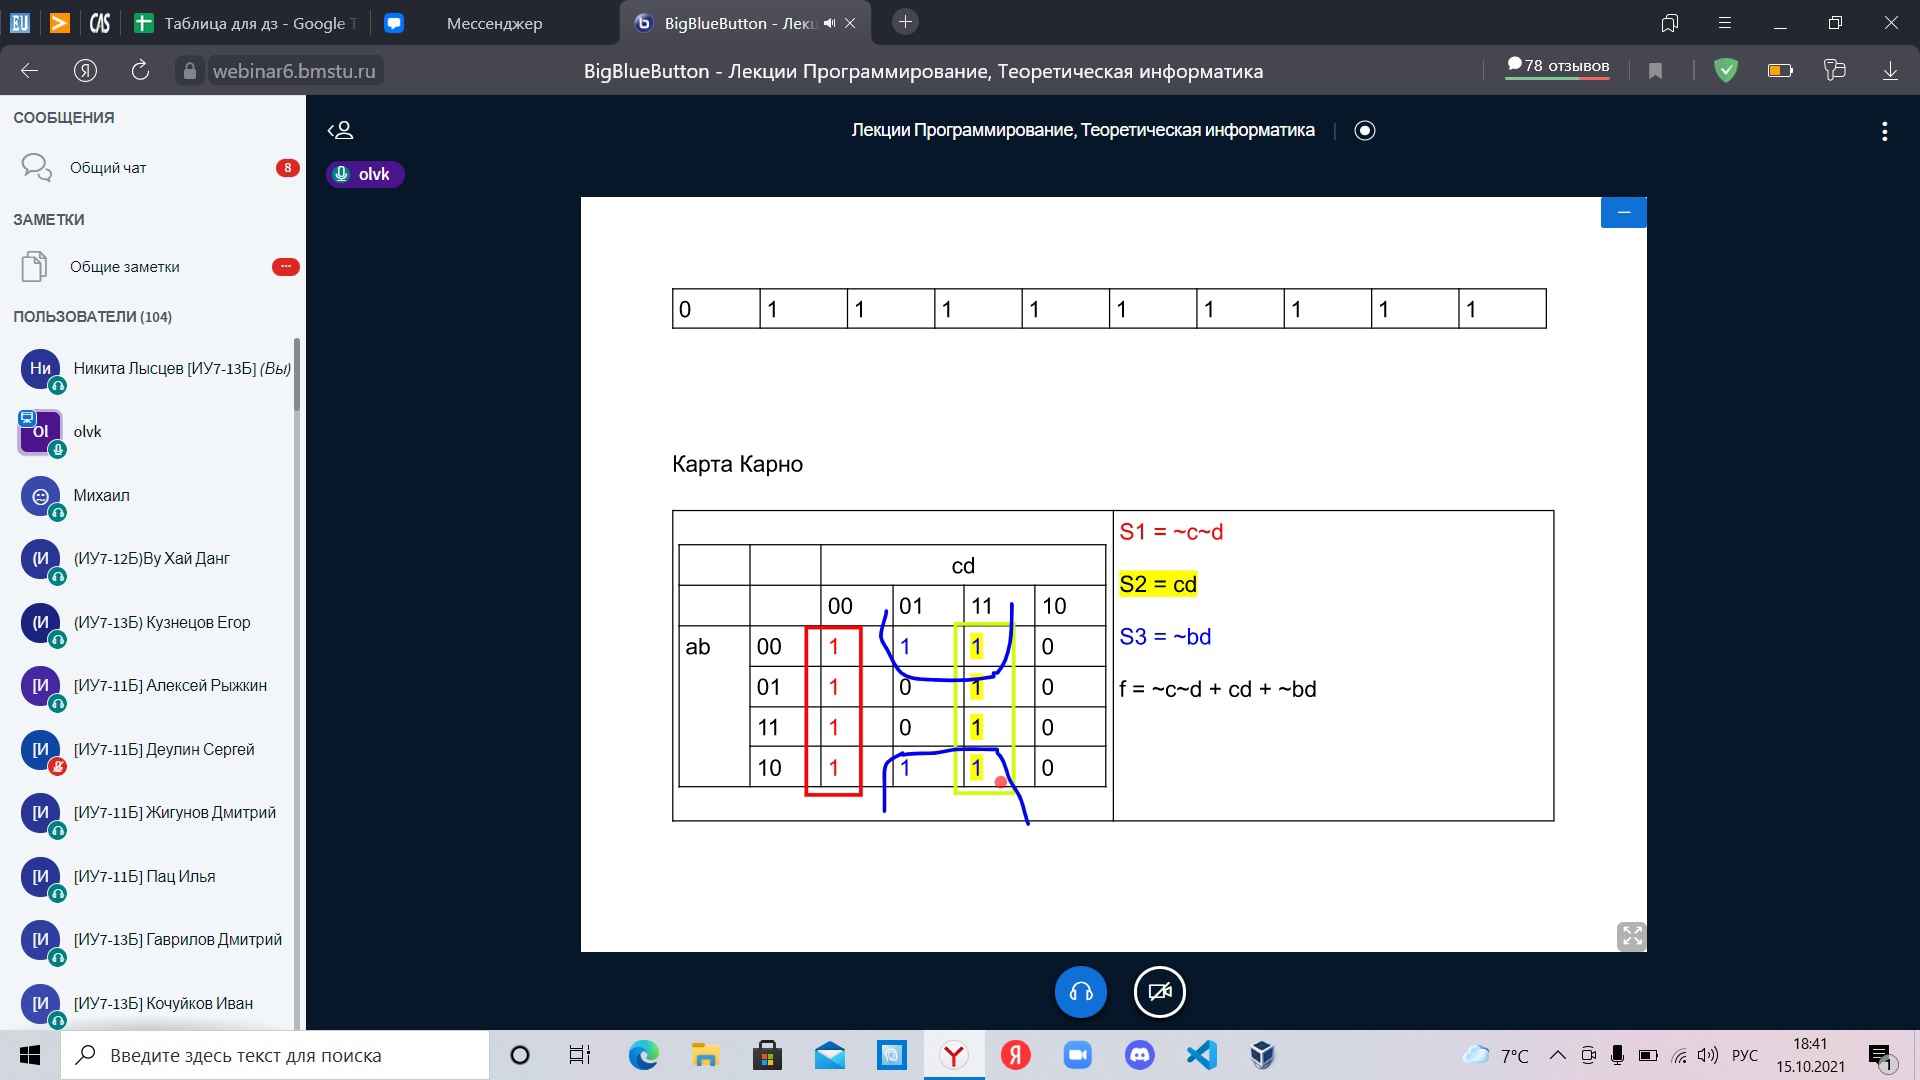 EU
CAS
Таблица для дз - Google Т
Мессенджер
BigBlueButton - Лекц
webinar6.bmstu.ru
BigBlueButton - Лекции Программирование, Теоретическая информатика
78 отзывов
СООБЩЕНИЯ
Общий чат
8
ЗАМЕТКИ
Общие заметки
ПОЛЬЗОВАТЕЛИ (104)
Ни
Никита Лысцев [ИУ7-13Б] (Вы)
Ol
olvk
Михаил
(И
(ИУ7-12Б)Ву Хай Данг
(И
(ИУ7-13Б) Кузнецов Егор
[И
[ИУ7-11Б] Алексей Рыжкин
[И
[ИУ7-11Б] Деулин Сергей
[И
[ИУ7-11Б] Жигунов Дмитрий
[И
[ИУ7-11Б] Пац Илья
[И
[ИУ7-13Б] Гаврилов Дмитрий
[И
[ИУ7-13Б] Кочуйков Иван
Лекции Программирование, Теоретическая информатика
olvk
0 1 1 1 1 1 1 1 1 1
Карта Карно
cd
00 01 11 10
ab 00 1 1 1 0
01 1 0 1 0
11 1 0 1 0
10 1 1 1 0
S1 = ~c~d
S2 = cd
S3 = ~bd
f = ~c~d + cd + ~bd
Введите здесь текст для поиска
7°C
РУС
18:41
15.10.2021
1